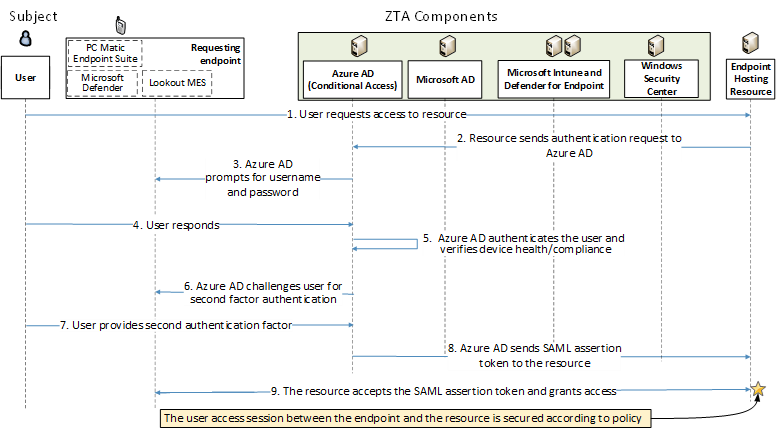 Subject
ZTA Components
PC Matic
Endpoint Suite
Requesting
endpoint
Microsoft
Defender
Lookout MES
User
Azure AD
(Conditional Access)
Microsoft AD
Microsoft Intune and
Defender for Endpoint
Windows
Security
Center
Endpoint
Hosting
Resource
1. User requests access to resource
2. Resource sends authentication request to
Azure AD
3. Azure AD
prompts for username
and password
4. User responds
5. Azure AD authenticates the user and
verifies device health/compliance
6. Azure AD challenges user for
second factor authentication
7. User provides second authentication factor
8. Azure AD sends SAML assertion
token to the resource
9. The resource accepts the SAML assertion token and grants access
The user access session between the endpoint and the resource is secured according to policy